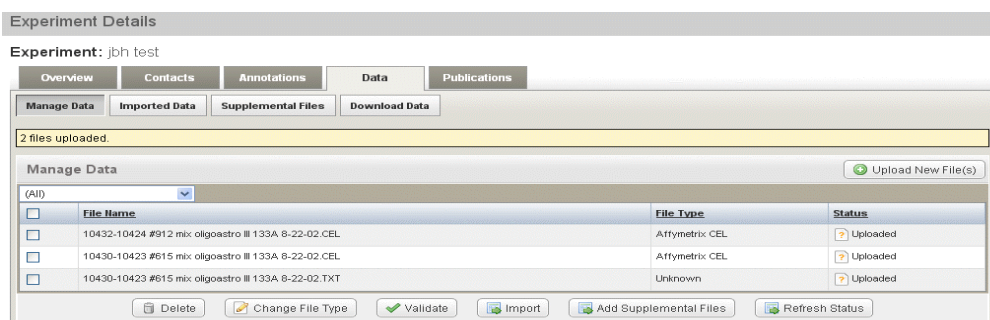 Experiment Details
Experiment: jbh test
Overview Contacts Annotations Data Publications
Manage Data Imported Data Supplemental Files Download Data
2 files uploaded.
Manage Data Upload New File(s)
(All)
File Name File Type Status
10432-10424 #912 mix oligoastro III 133A 8-22-02.CEL Affymetrix CEL ? Uploaded
10430-10423 #615 mix oligoastro III 133A 8-22-02.CEL Affymetrix CEL ? Uploaded
10430-10423 #615 mix oligoastro III 133A 8-22-02.TXT Unknown ? Uploaded
Delete Change File Type Validate Import Add Supplemental Files Refresh Status